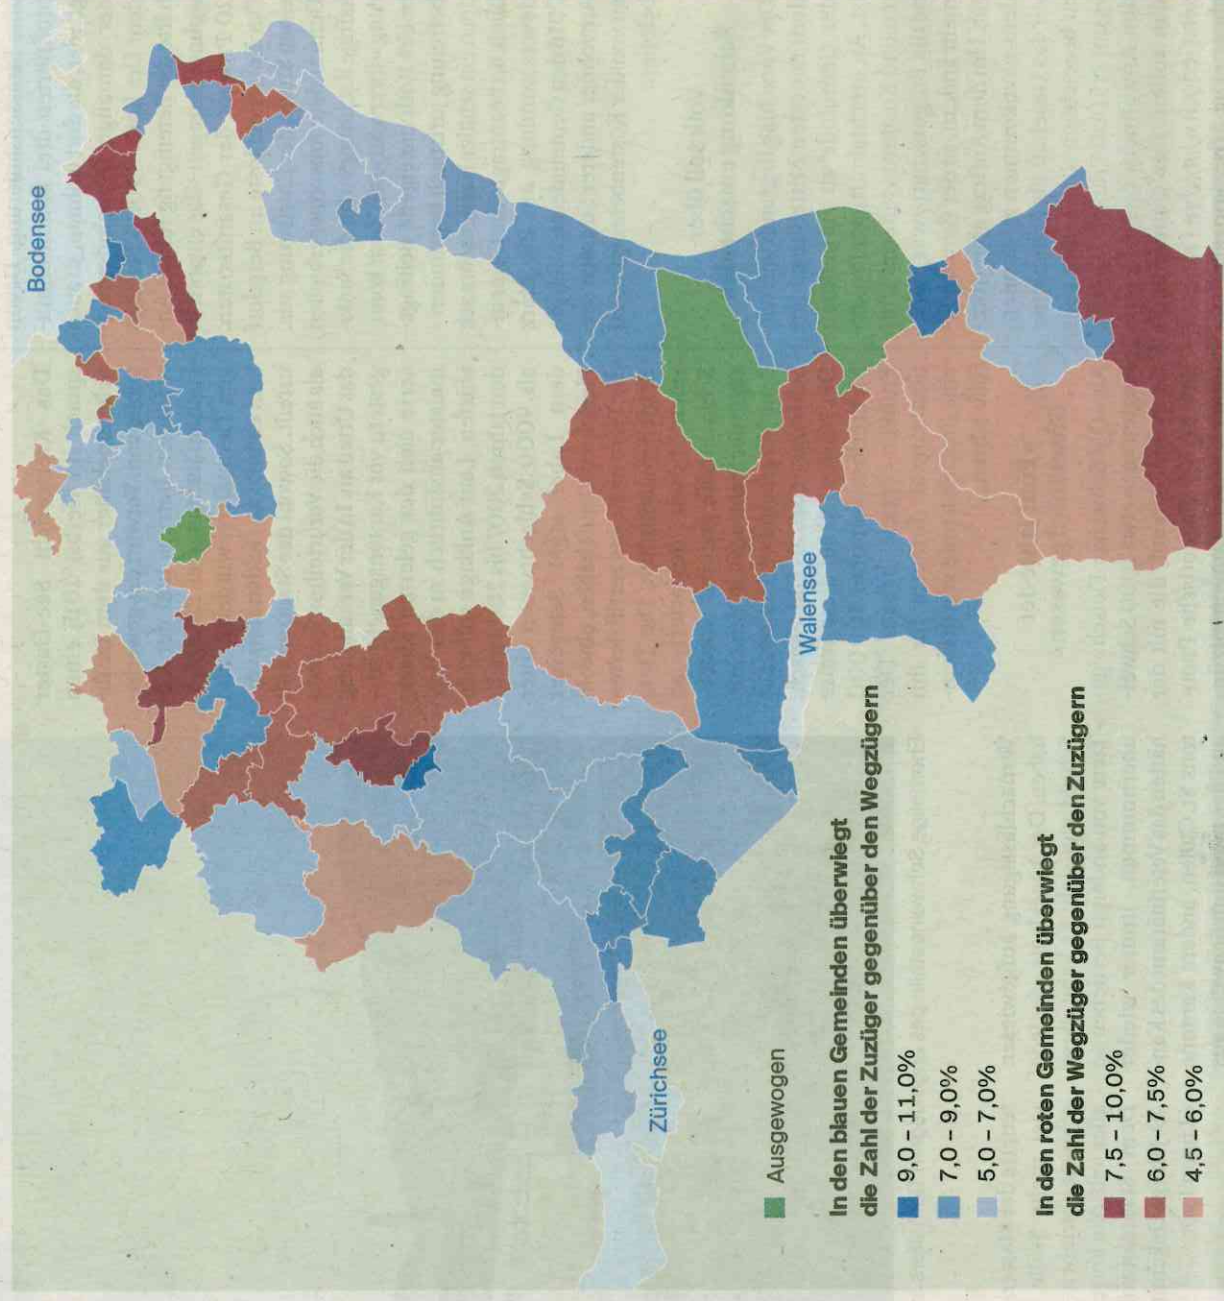 Bodensee
Walensee
Zürichsee
Ausgewogen
In den blauen Gemeinden überwiegt
die Zahl der Zuzüger gegenüber den Wegzügern
9,0 – 11,0%
7,0 – 9,0%
5,0 – 7,0%
In den roten Gemeinden überwiegt
die Zahl der Wegzüger gegenüber den Zuzügern
7,5 – 10,0%
6,0 – 7,5%
4,5 – 6,0%